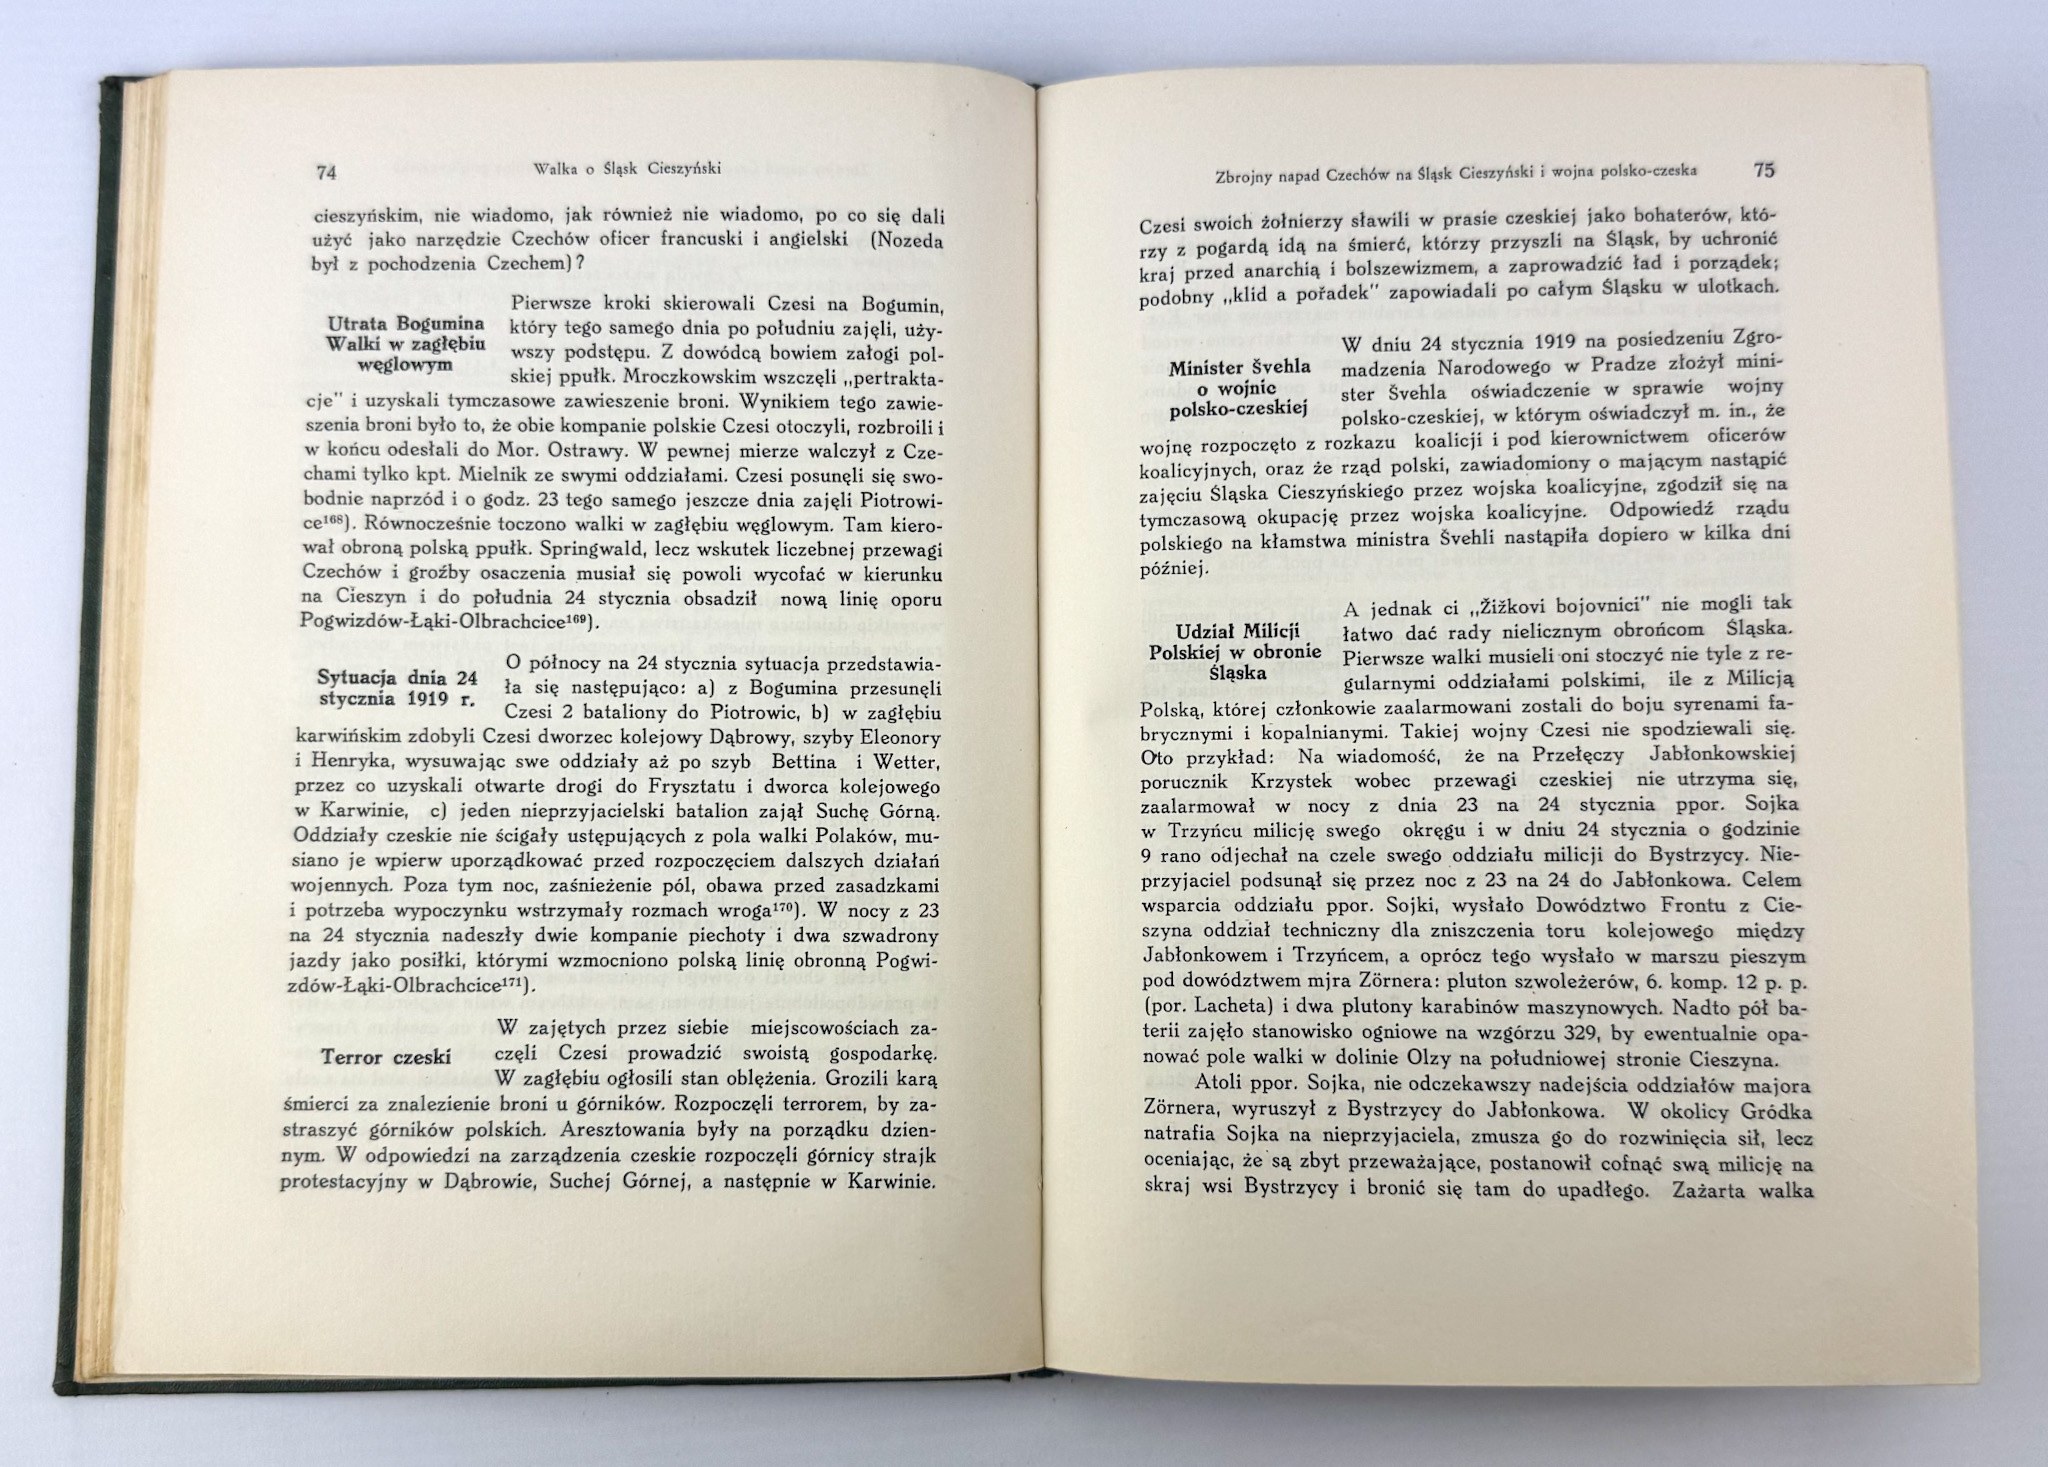 74
Walka o Śląsk Cieszyński
cieszyńskim, nie wiadomo, jak również nie wiadomo, po co się dali
użyć jako narzędzie Czechów oficer francuski i angielski (Nozeda
był z pochodzenia Czechem)?
Utrata Bogumina
Walki w zagłębiu
węglowym
Pierwsze kroki skierowali Czesi na Bogumin,
który tego samego dnia po południu zajęli, uży-
wszy podstępu. Z dowódcą bowiem załogi pol-
skiej ppułk. Mroczkowskim wszczęli „pertrakta-
cje" i uzyskali tymczasowe zawieszenie broni. Wynikiem tego zawie-
szenia broni było to, że obie kompanie polskie Czesi otoczyli, rozbroili i
w końcu odesłali do Mor. Ostrawy. W pewnej mierze walczył z Cze-
chami tylko kpt. Mielnik ze swymi oddziałami. Czesi posunęli się swo-
bodnie naprzód i o godz. 23 tego samego jeszcze dnia zajęli Piotrowi-
ce¹⁶⁸). Równocześnie toczono walki w zagłębiu węglowym. Tam kiero-
wał obroną polską ppułk. Springwald, lecz wskutek liczebnej przewagi
Czechów i groźby osaczenia musiał się powoli wycofać w kierunku
na Cieszyn i do południa 24 stycznia obsadził nową linię oporu
Pogwizdów-Łąki-Olbrachcice¹⁶⁹).
Sytuacja dnia 24
stycznia 1919 r.
O północy na 24 stycznia sytuacja przedstawia-
ła się następująco: a) z Bogumina przesunęli
Czesi 2 bataliony do Piotrowic, b) w zagłębiu
karwińskim zdobyli Czesi dworzec kolejowy Dąbrowy, szyby Eleonory
i Henryka, wysuwając swe oddziały aż po szyb Bettina i Wetter,
przez co uzyskali otwarte drogi do Frysztatu i dworca kolejowego
w Karwinie, c) jeden nieprzyjacielski batalion zajął Suchę Górną.
Oddziały czeskie nie ścigały ustępujących z pola walki Polaków, mu-
siano je wpierw uporządkować przed rozpoczęciem dalszych działań
wojennych. Poza tym noc, zaśnieżenie pól, obawa przed zasadzkami
i potrzeba wypoczynku wstrzymały rozmach wroga¹⁷⁰). W nocy z 23
na 24 stycznia nadeszły dwie kompanie piechoty i dwa szwadrony
jazdy jako posiłki, którymi wzmocniono polską linię obronną Pogwi-
zdów-Łąki-Olbrachcice¹⁷¹).
Terror czeski
W zajętych przez siebie miejscowościach za-
częli Czesi prowadzić swoistą gospodarkę.
W zagłębiu ogłosili stan oblężenia. Grozili karą
śmierci za znalezienie broni u górników. Rozpoczęli terrorem, by za-
straszyć górników polskich. Aresztowania były na porządku dzien-
nym. W odpowiedzi na zarządzenia czeskie rozpoczęli górnicy strajk
protestacyjny w Dąbrowie, Suchej Górnej, a następnie w Karwinie.
Zbrojny napad Czechów na Śląsk Cieszyński i wojna polsko-czeska
75
Czesi swoich żołnierzy sławili w prasie czeskiej jako bohaterów, któ-
rzy z pogardą idą na śmierć, którzy przyszli na Śląsk, by uchronić
kraj przed anarchią i bolszewizmem, a zaprowadzić ład i porządek;
podobny „klid a pořadek" zapowiadali po całym Śląsku w ulotkach.
Minister Švehla
o wojnie
polsko-czeskiej
W dniu 24 stycznia 1919 na posiedzeniu Zgro-
madzenia Narodowego w Pradze złożył mini-
ster Švehla oświadczenie w sprawie wojny
polsko-czeskiej, w którym oświadczył m. in., że
wojnę rozpoczęto z rozkazu koalicji i pod kierownictwem oficerów
koalicyjnych, oraz że rząd polski, zawiadomiony o mającym nastąpić
zajęciu Śląska Cieszyńskiego przez wojska koalicyjne, zgodził się na
tymczasową okupację przez wojska koalicyjne. Odpowiedź rządu
polskiego na kłamstwa ministra Švehli nastąpiła dopiero w kilka dni
później.
Udział Milicji
Polskiej w obronie
Śląska
A jednak ci „Žižkovi bojovnici" nie mogli tak
łatwo dać rady nielicznym obrońcom Śląska.
Pierwsze walki musieli oni stoczyć nie tyle z re-
gularnymi oddziałami polskimi, ile z Milicją
Polską, której członkowie zaalarmowani zostali do boju syrenami fa-
brycznymi i kopalnianymi. Takiej wojny Czesi nie spodziewali się.
Oto przykład: Na wiadomość, że na Przełęczy Jabłonkowskiej
porucznik Krzystek wobec przewagi czeskiej nie utrzyma się,
zaalarmował w nocy z dnia 23 na 24 stycznia ppor. Sojka
w Trzyńcu milicję swego okręgu i w dniu 24 stycznia o godzinie
9 rano odjechał na czele swego oddziału milicji do Bystrzycy. Nie-
przyjaciel podsunął się przez noc z 23 na 24 do Jabłonkowa. Celem
wsparcia oddziału ppor. Sojki, wysłało Dowództwo Frontu z Cie-
szyna oddział techniczny dla zniszczenia toru kolejowego między
Jabłonkowem i Trzyńcem, a oprócz tego wysłało w marszu pieszym
pod dowództwem mjra Zörnera: pluton szwoleżerów, 6. komp. 12 p. p.
(por. Lacheta) i dwa plutony karabinów maszynowych. Nadto pół ba-
terii zajęło stanowisko ogniowe na wzgórzu 329, by ewentualnie opa-
nować pole walki w dolinie Olzy na południowej stronie Cieszyna.
Atoli ppor. Sojka, nie odczekawszy nadejścia oddziałów majora
Zörnera, wyruszył z Bystrzycy do Jabłonkowa. W okolicy Gródka
natrafia Sojka na nieprzyjaciela, zmusza go do rozwinięcia sił, lecz
oceniając, że są zbyt przeważające, postanowił cofnąć swą milicję na
skraj wsi Bystrzycy i bronić się tam do upadłego. Zażarta walka